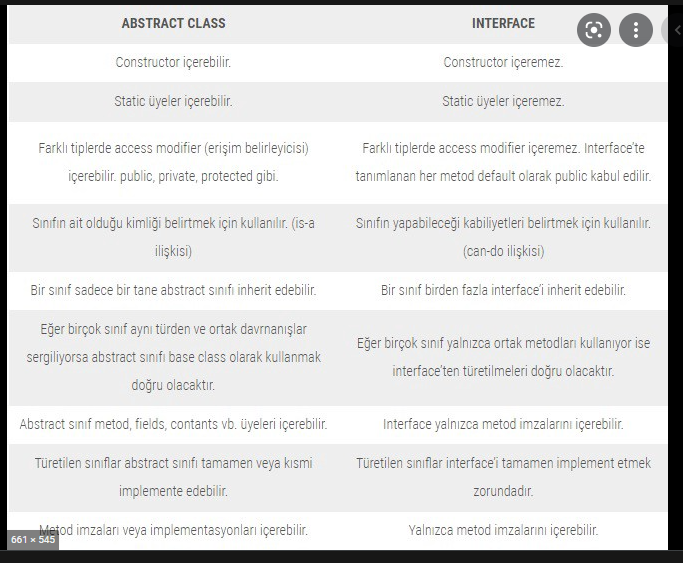 ABSTRACT CLASS INTERFACE
Constructor içerebilir. Constructor içeremez.
Static üyeler içerebilir. Static üyeler içeremez.
Farklı tiplerde access modifier (erişim belirleyicisi)
içerebilir. public, private, protected gibi.
Farklı tiplerde access modifier içeremez. Interface'te
tanımlanan her metod default olarak public kabul edilir.
Sınıfın ait olduğu kimliği belirtmek için kullanılır. (is-a
ilişkisi)
Sınıfın yapabileceği kabiliyetleri belirtmek için kullanılır.
(can-do ilişkisi)
Bir sınıf sadece bir tane abstract sınıfı inherit edebilir. Bir sınıf birden fazla interface'i inherit edebilir.
Eğer birçok sınıf aynı türden ve ortak davrnanışlar
sergiliyorsa abstract sınıfı base class olarak kullanmak
doğru olacaktır.
Eğer birçok sınıf yalnızca ortak metodları kullanıyor ise
interface'ten türetilmeleri doğru olacaktır.
Abstract sınıf metod, fields, contants vb. üyeleri içerebilir. Interface yalnızca metod imzalarını içerebilir.
Türetilen sınıflar abstract sınıfı tamamen veya kısmi
implemente edebilir.
Türetilen sınıflar interface'i tamamen implement etmek
zorundadır.
Metod imzaları veya implementasyonları içerebilir. Yalnızca metod imzalarını içerebilir.
661 × 545